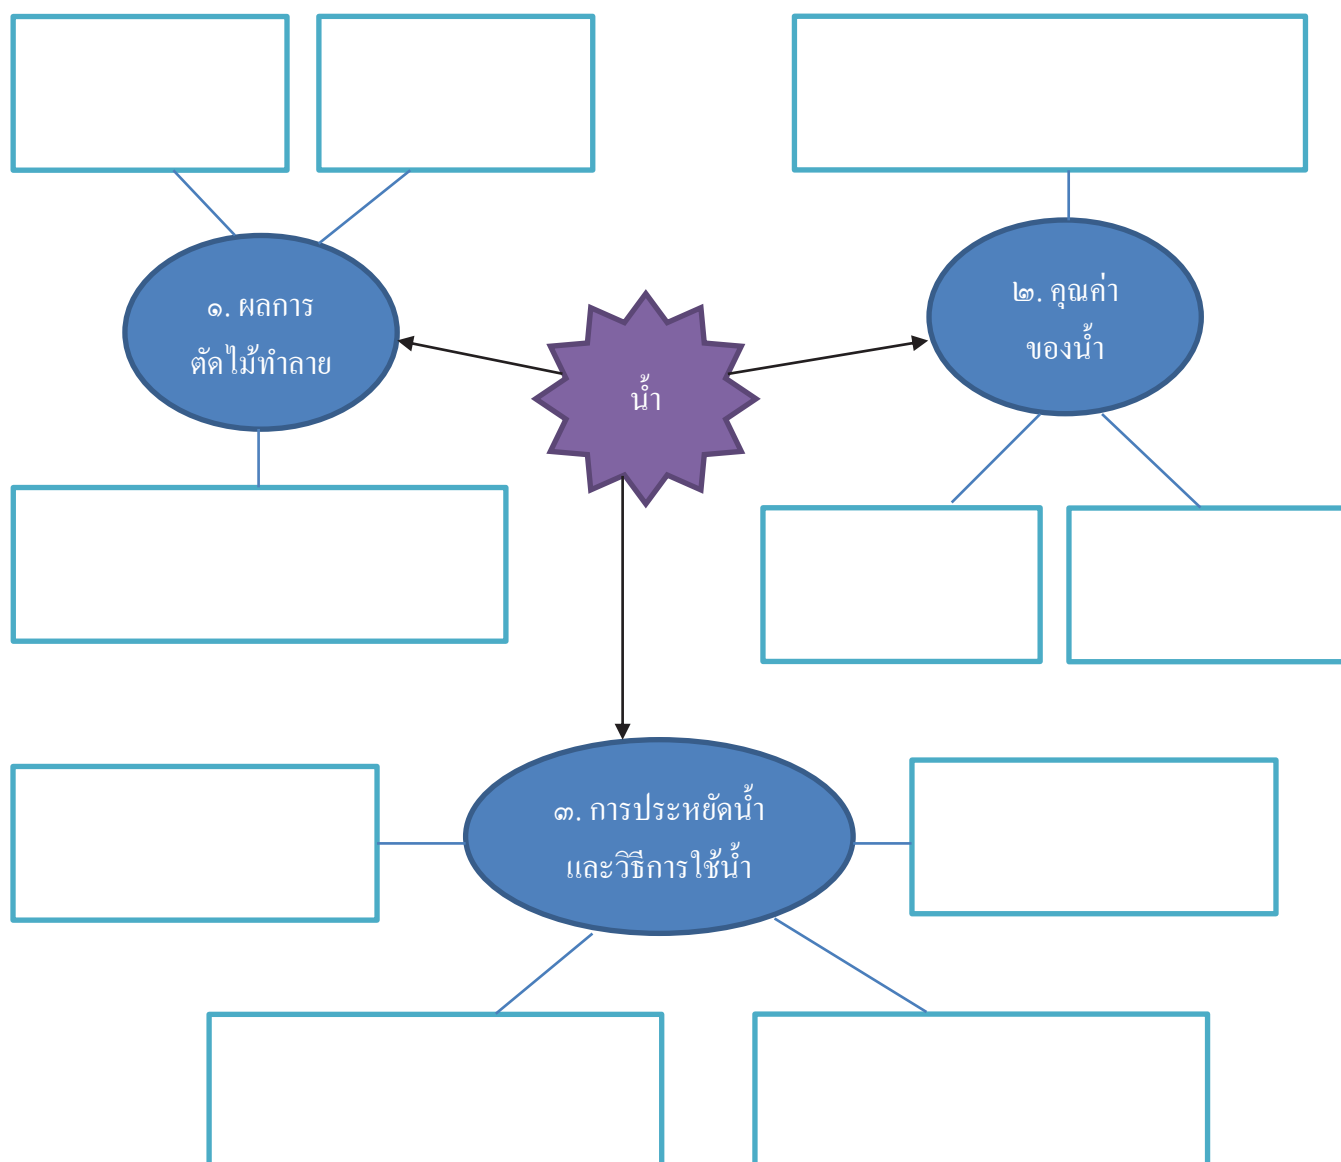 ๑. ผลการ
ตัดไม้ทำลาย
น้ำ
๒. คุณค่า
ของน้ำ
๓. การประหยัดน้ำ
และวิธีการใช้น้ำ